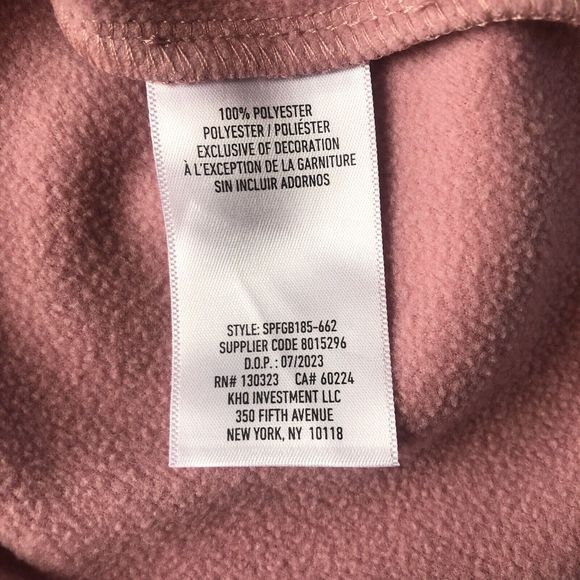 100% POLYESTER
POLYESTER / POLIÉSTER
EXCLUSIVE OF DECORATION
À L'EXCEPTION DE LA GARNITURE
SIN INCLUIR ADORNOS
STYLE: SPFGB185-662
SUPPLIER CODE 8015296
D.O.P. : 07/2023
RN# 130323 CA# 60224
KHQ INVESTMENT LLC
350 FIFTH AVENUE
NEW YORK, NY 10118